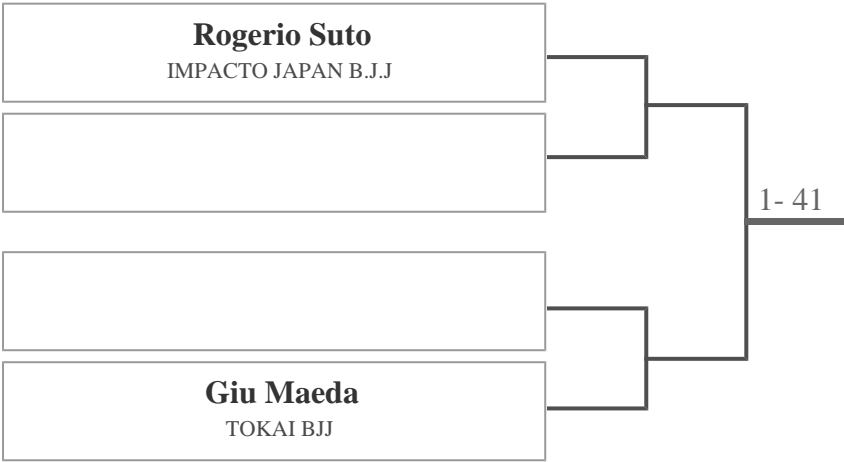 Rogerio Suto
IMPACTO JAPAN B.J.J
1- 41
Giu Maeda
TOKAI BJJ